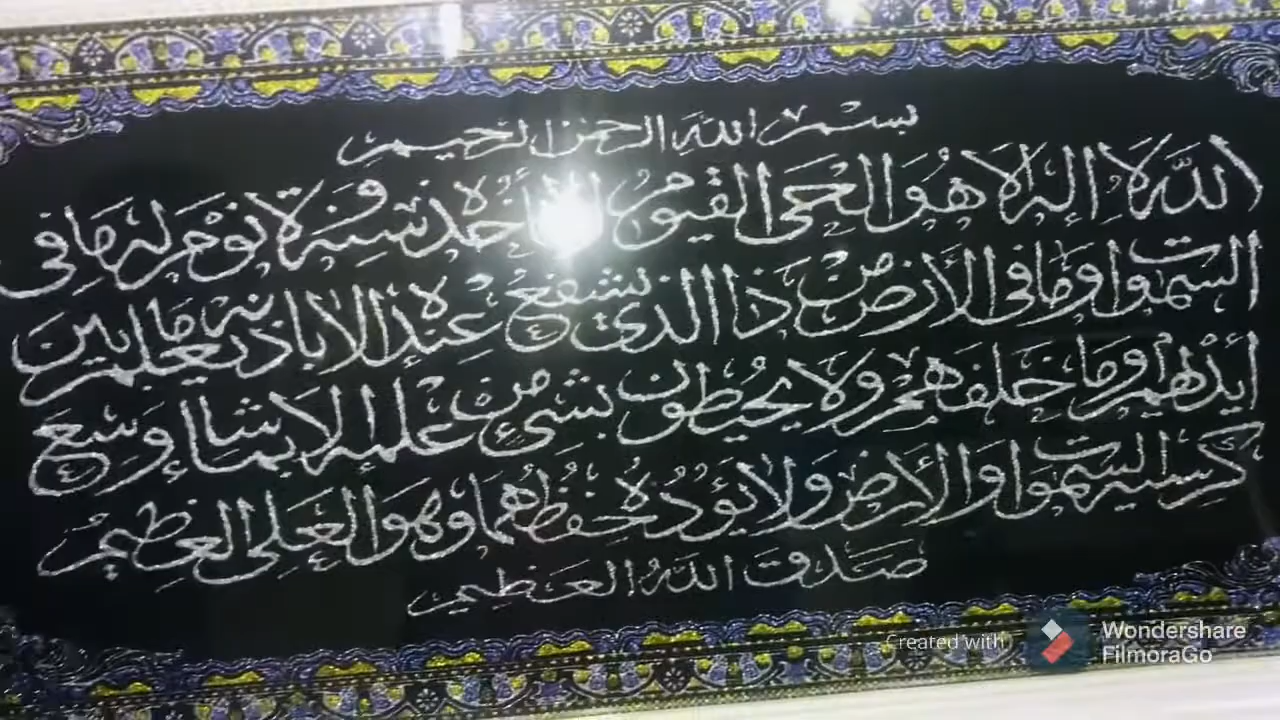 بسم الله الرحمن الرحيم
الله لا إله إلا هو الحي القيوم لا تأخذه سنة ولا نوم له ما في
السموات وما في الأرض من ذا الذي يشفع عنده إلا بإذنه يعلم ما بين
أيديهم وما خلفهم ولا يحيطون بشيء من علمه إلا بما شاء وسع
كرسيه السموات والأرض ولا يؤده حفظهما وهو العلي العظيم
صدق الله العظيم
Created with Wondershare FilmoraGo